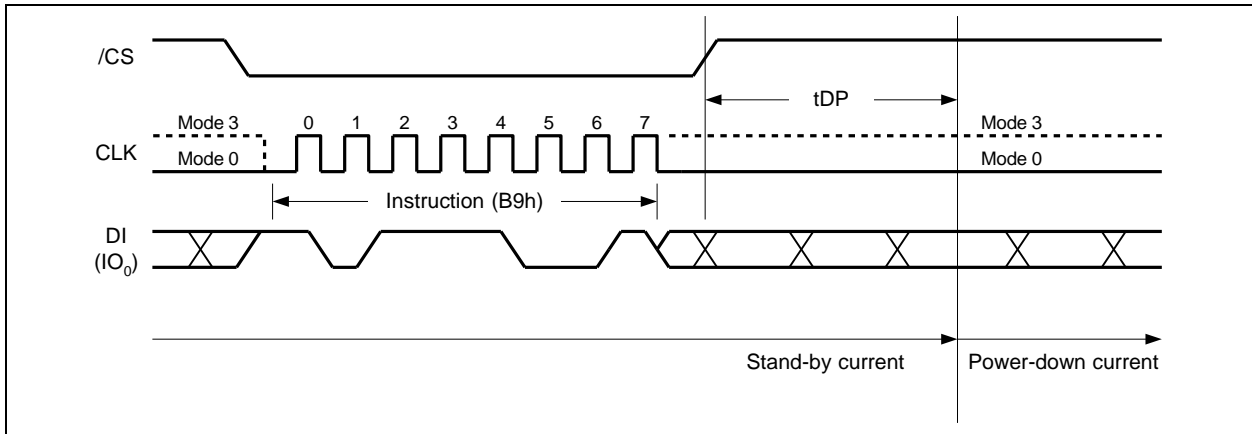 /CS
tDP
Mode 3 0 1 2 3 4 5 6 7 Mode 3
CLK
Mode 0 Mode 0
Instruction (B9h)
DI
(IO0)
Stand-by current Power-down current